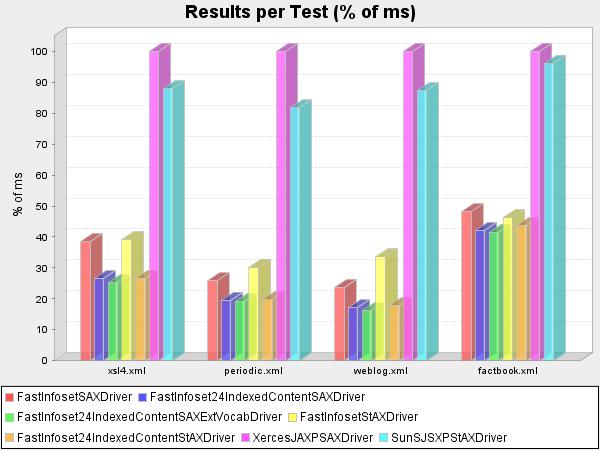 Results per Test (% of ms)
% of ms
100
90
80
70
60
50
40
30
20
10
0
xsl4.xml periodic.xml weblog.xml factbook.xml
FastInfosetSAXDriver FastInfoset24IndexedContentSAXDriver
FastInfoset24IndexedContentSAXExtVocabDriver FastInfosetStAXDriver
FastInfoset24IndexedContentStAXDriver XercesJAXPSAXDriver SunSJSXPStAXDriver